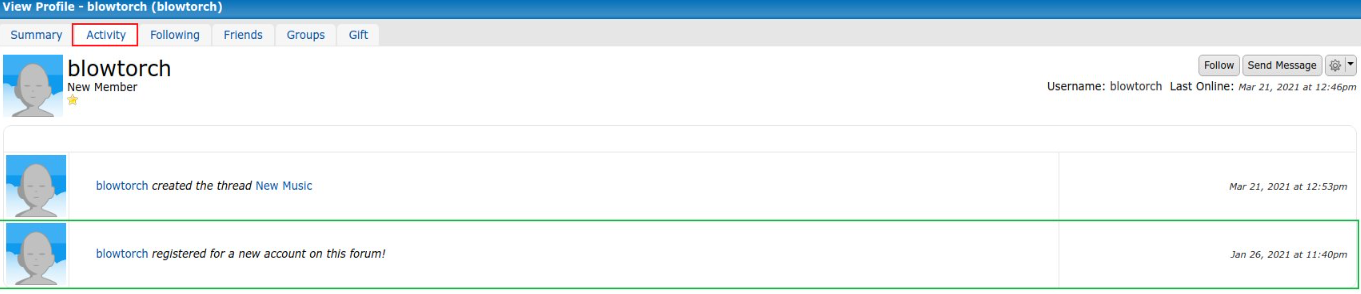 View Profile - blowtorch (blowtorch)
Summary Activity Following Friends Groups Gift
blowtorch
Follow Send Message
New Member
Username: blowtorch Last Online: Mar 21, 2021 at 12:46pm
blowtorch created the thread New Music Mar 21, 2021 at 12:53pm
blowtorch registered for a new account on this forum! Jan 26, 2021 at 11:40pm